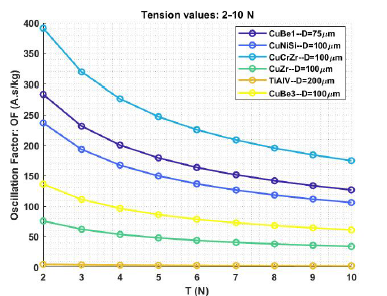 Tension values: 2-10 N
CuBe1--D=75μm
CuNiSi--D=100μm
CuCrZr--D=100μm
CuZr--D=100μm
TiAlV--D=200μm
CuBe3--D=100μm
Oscillation Factor: OF (A.s/kg)
400
350
300
250
200
150
100
50
0
2 3 4 5 6 7 8 9 10
T (N)